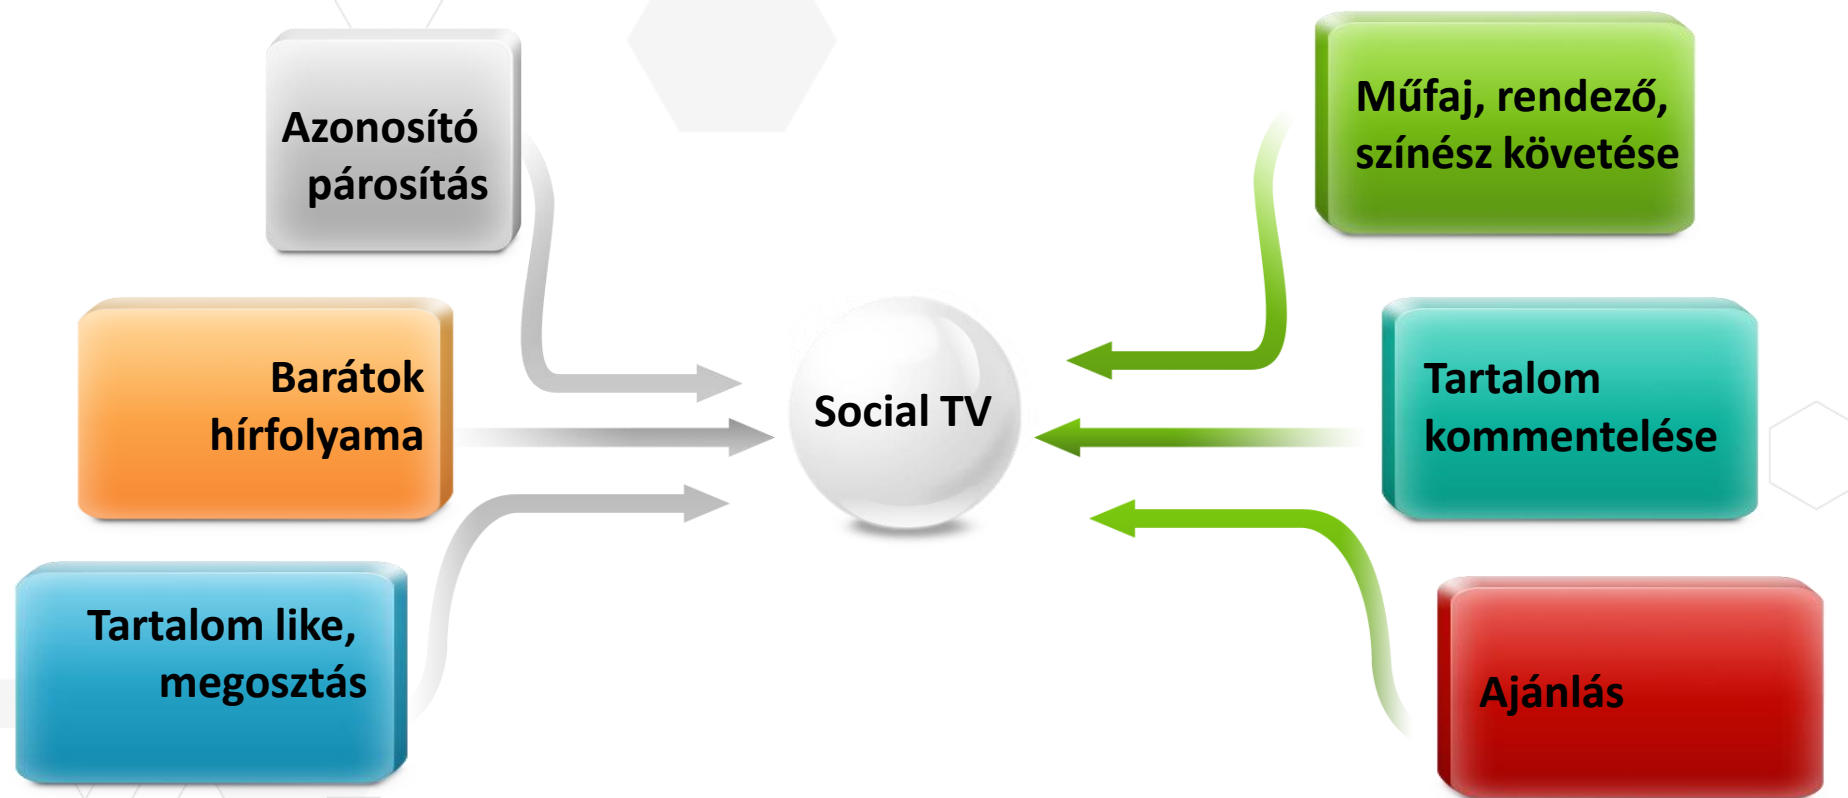 Azonosító
párosítás
Barátok
hírfolyama
Tartalom like,
megosztás
Social TV
Műfaj, rendező,
színész követése
Tartalom
kommentelése
Ajánlás